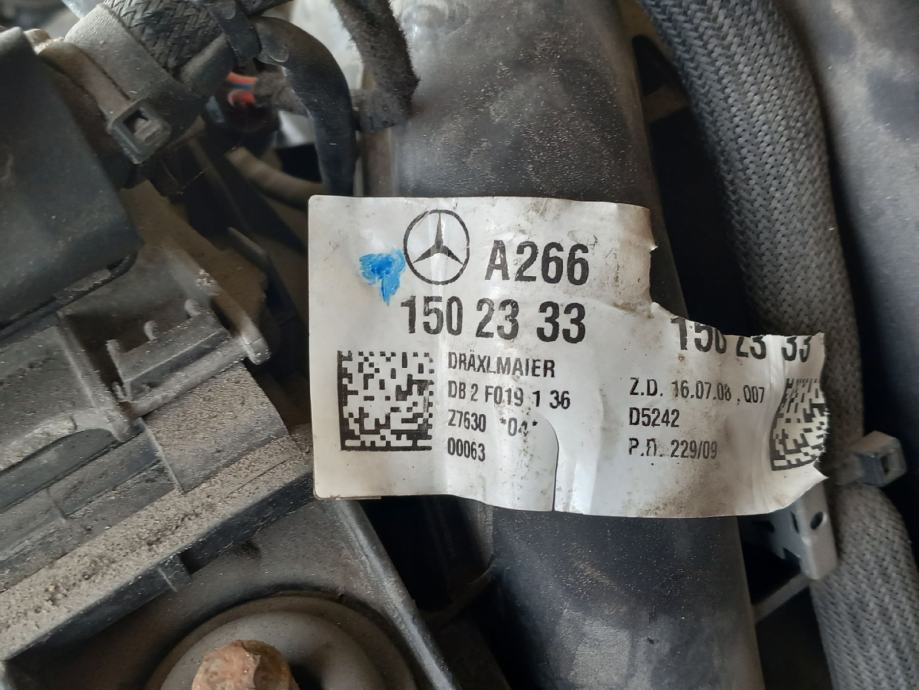 A266
150 23 33
150 23 33
DRÄXLMAIER
DB 2 F019 1 36
Z7630 *04*
00063
Z.D. 16.07.08 , 007
D5242
P.D. 229/09